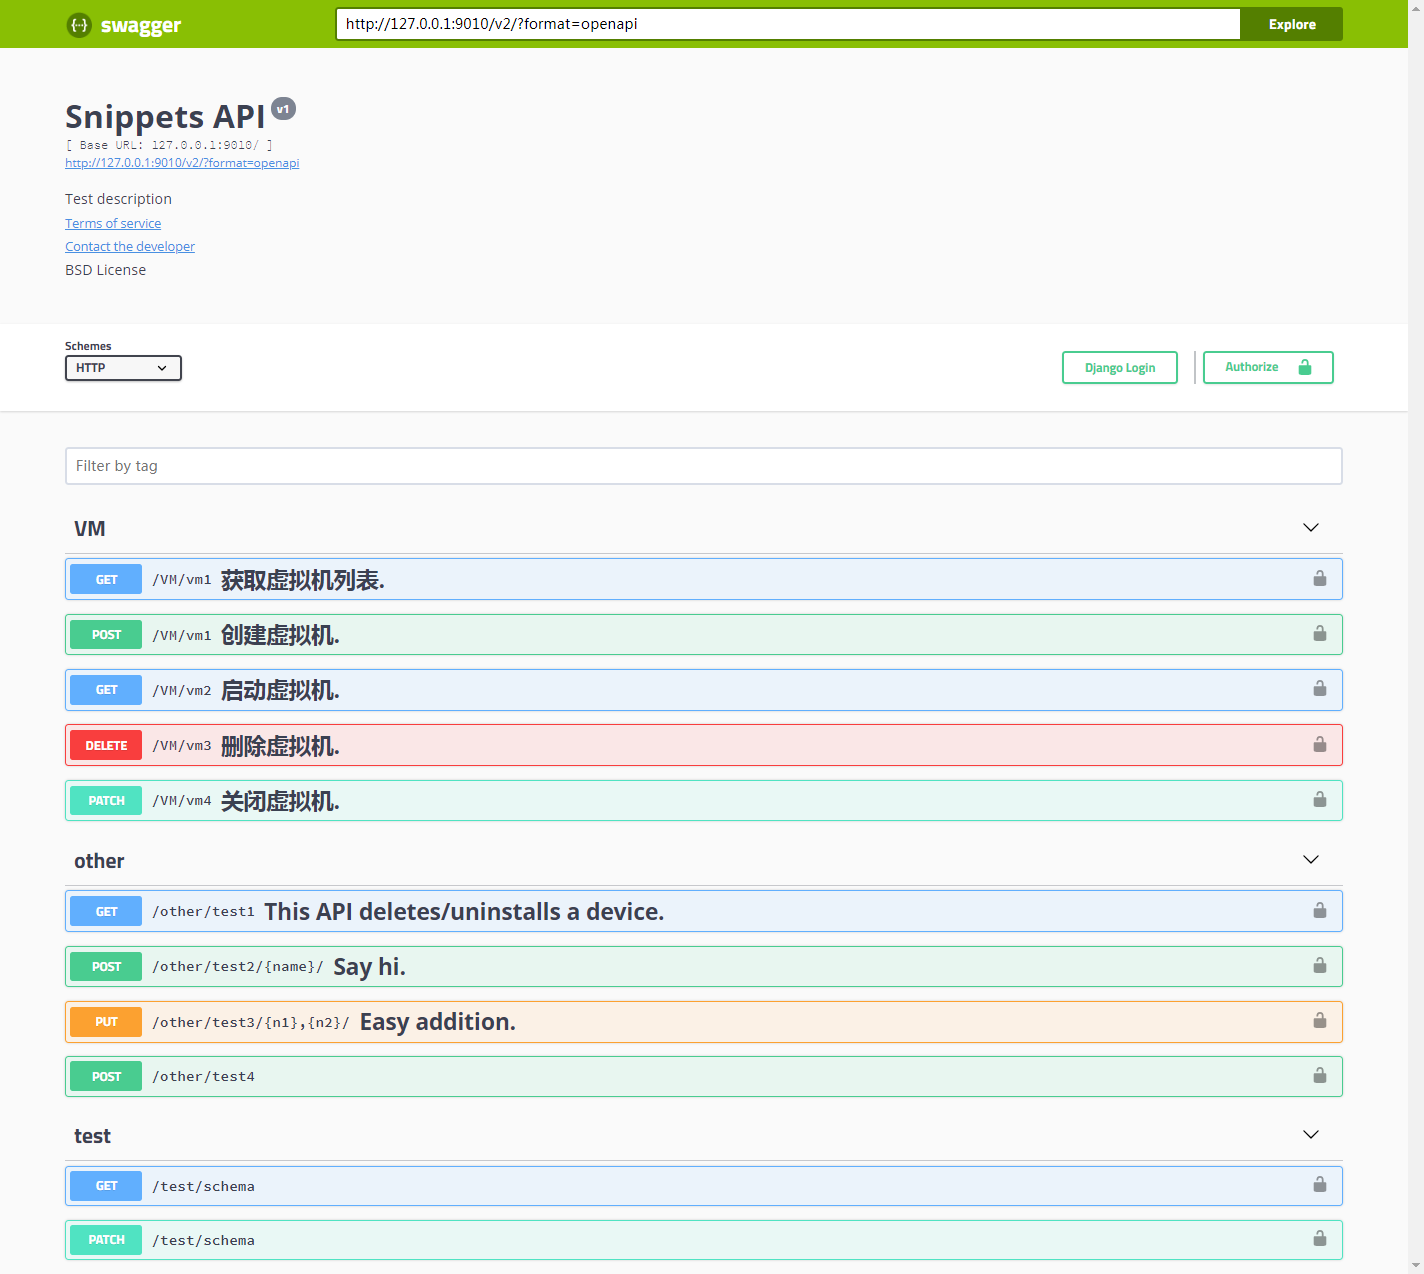 swagger http://127.0.0.1:9010/v2/?format=openapi Explore
Snippets API v1
[ Base URL: 127.0.0.1:9010/ ]
http://127.0.0.1:9010/v2/?format=openapi
Test description
Terms of service
Contact the developer
BSD License
Schemes
HTTP Django Login Authorize
Filter by tag
VM
GET /VM/vm1 获取虚拟机列表.
POST /VM/vm1 创建虚拟机.
GET /VM/vm2 启动虚拟机.
DELETE /VM/vm3 删除虚拟机.
PATCH /VM/vm4 关闭虚拟机.
other
GET /other/test1 This API deletes/uninstalls a device.
POST /other/test2/{name}/ Say hi.
PUT /other/test3/{n1},{n2}/ Easy addition.
POST /other/test4
test
GET /test/schema
PATCH /test/schema